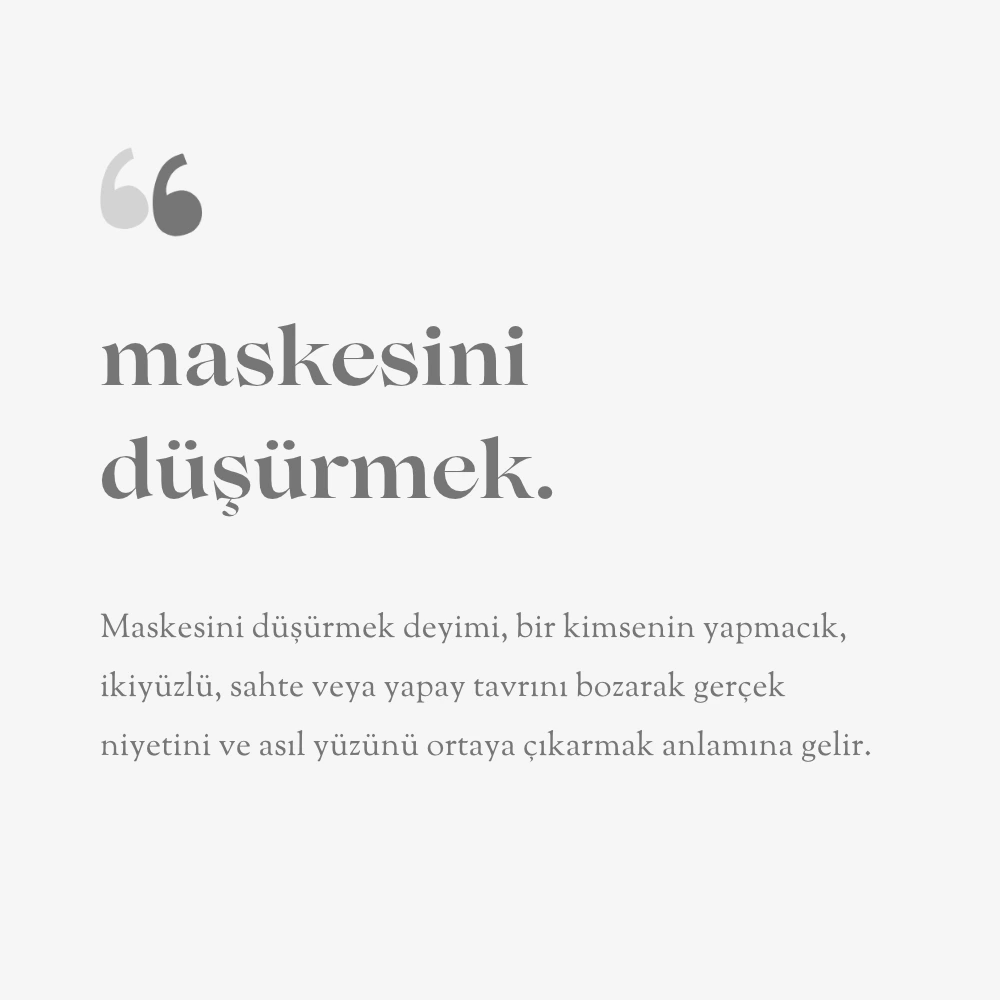 “
maskesini
düşürmek.
Maskesini düşürmek deyimi, bir kimsenin yapmacık,
ikiyüzlü, sahte veya yapay tavrını bozarak gerçek
niyetini ve asıl yüzünü ortaya çıkarmak anlamına gelir.